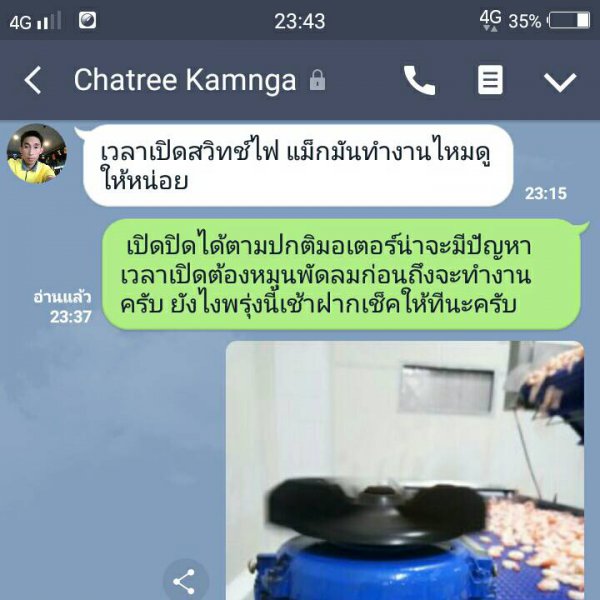 4G 23:43 4G 35%
Chatree Kamnga
เวลาเปิดสวิทช์ไฟ แม็กมันทำงานไหมดู
ให้หน่อย
23:15
เปิดปิดได้ตามปกติมอเตอร์น่าจะมีปัญหา
เวลาเปิดต้องหมุนพัดลมก่อนถึงจะทำงาน
ครับ ยังไงพรุ่งนี้เช้าฝากเช็คให้ทีนะครับ
อ่านแล้ว
23:37